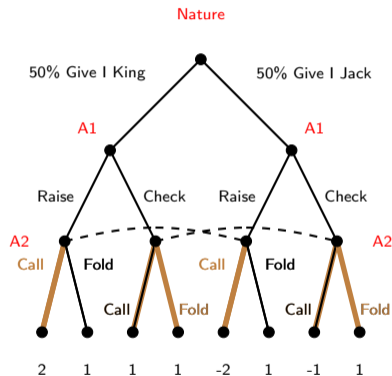 Nature
50% Give I King
50% Give I Jack
A1
A1
Raise
Check
Raise
Check
A2
A2
Call
Fold
Call
Fold
Call
Fold
Call
Fold
2
1
1
1
-2
1
-1
1